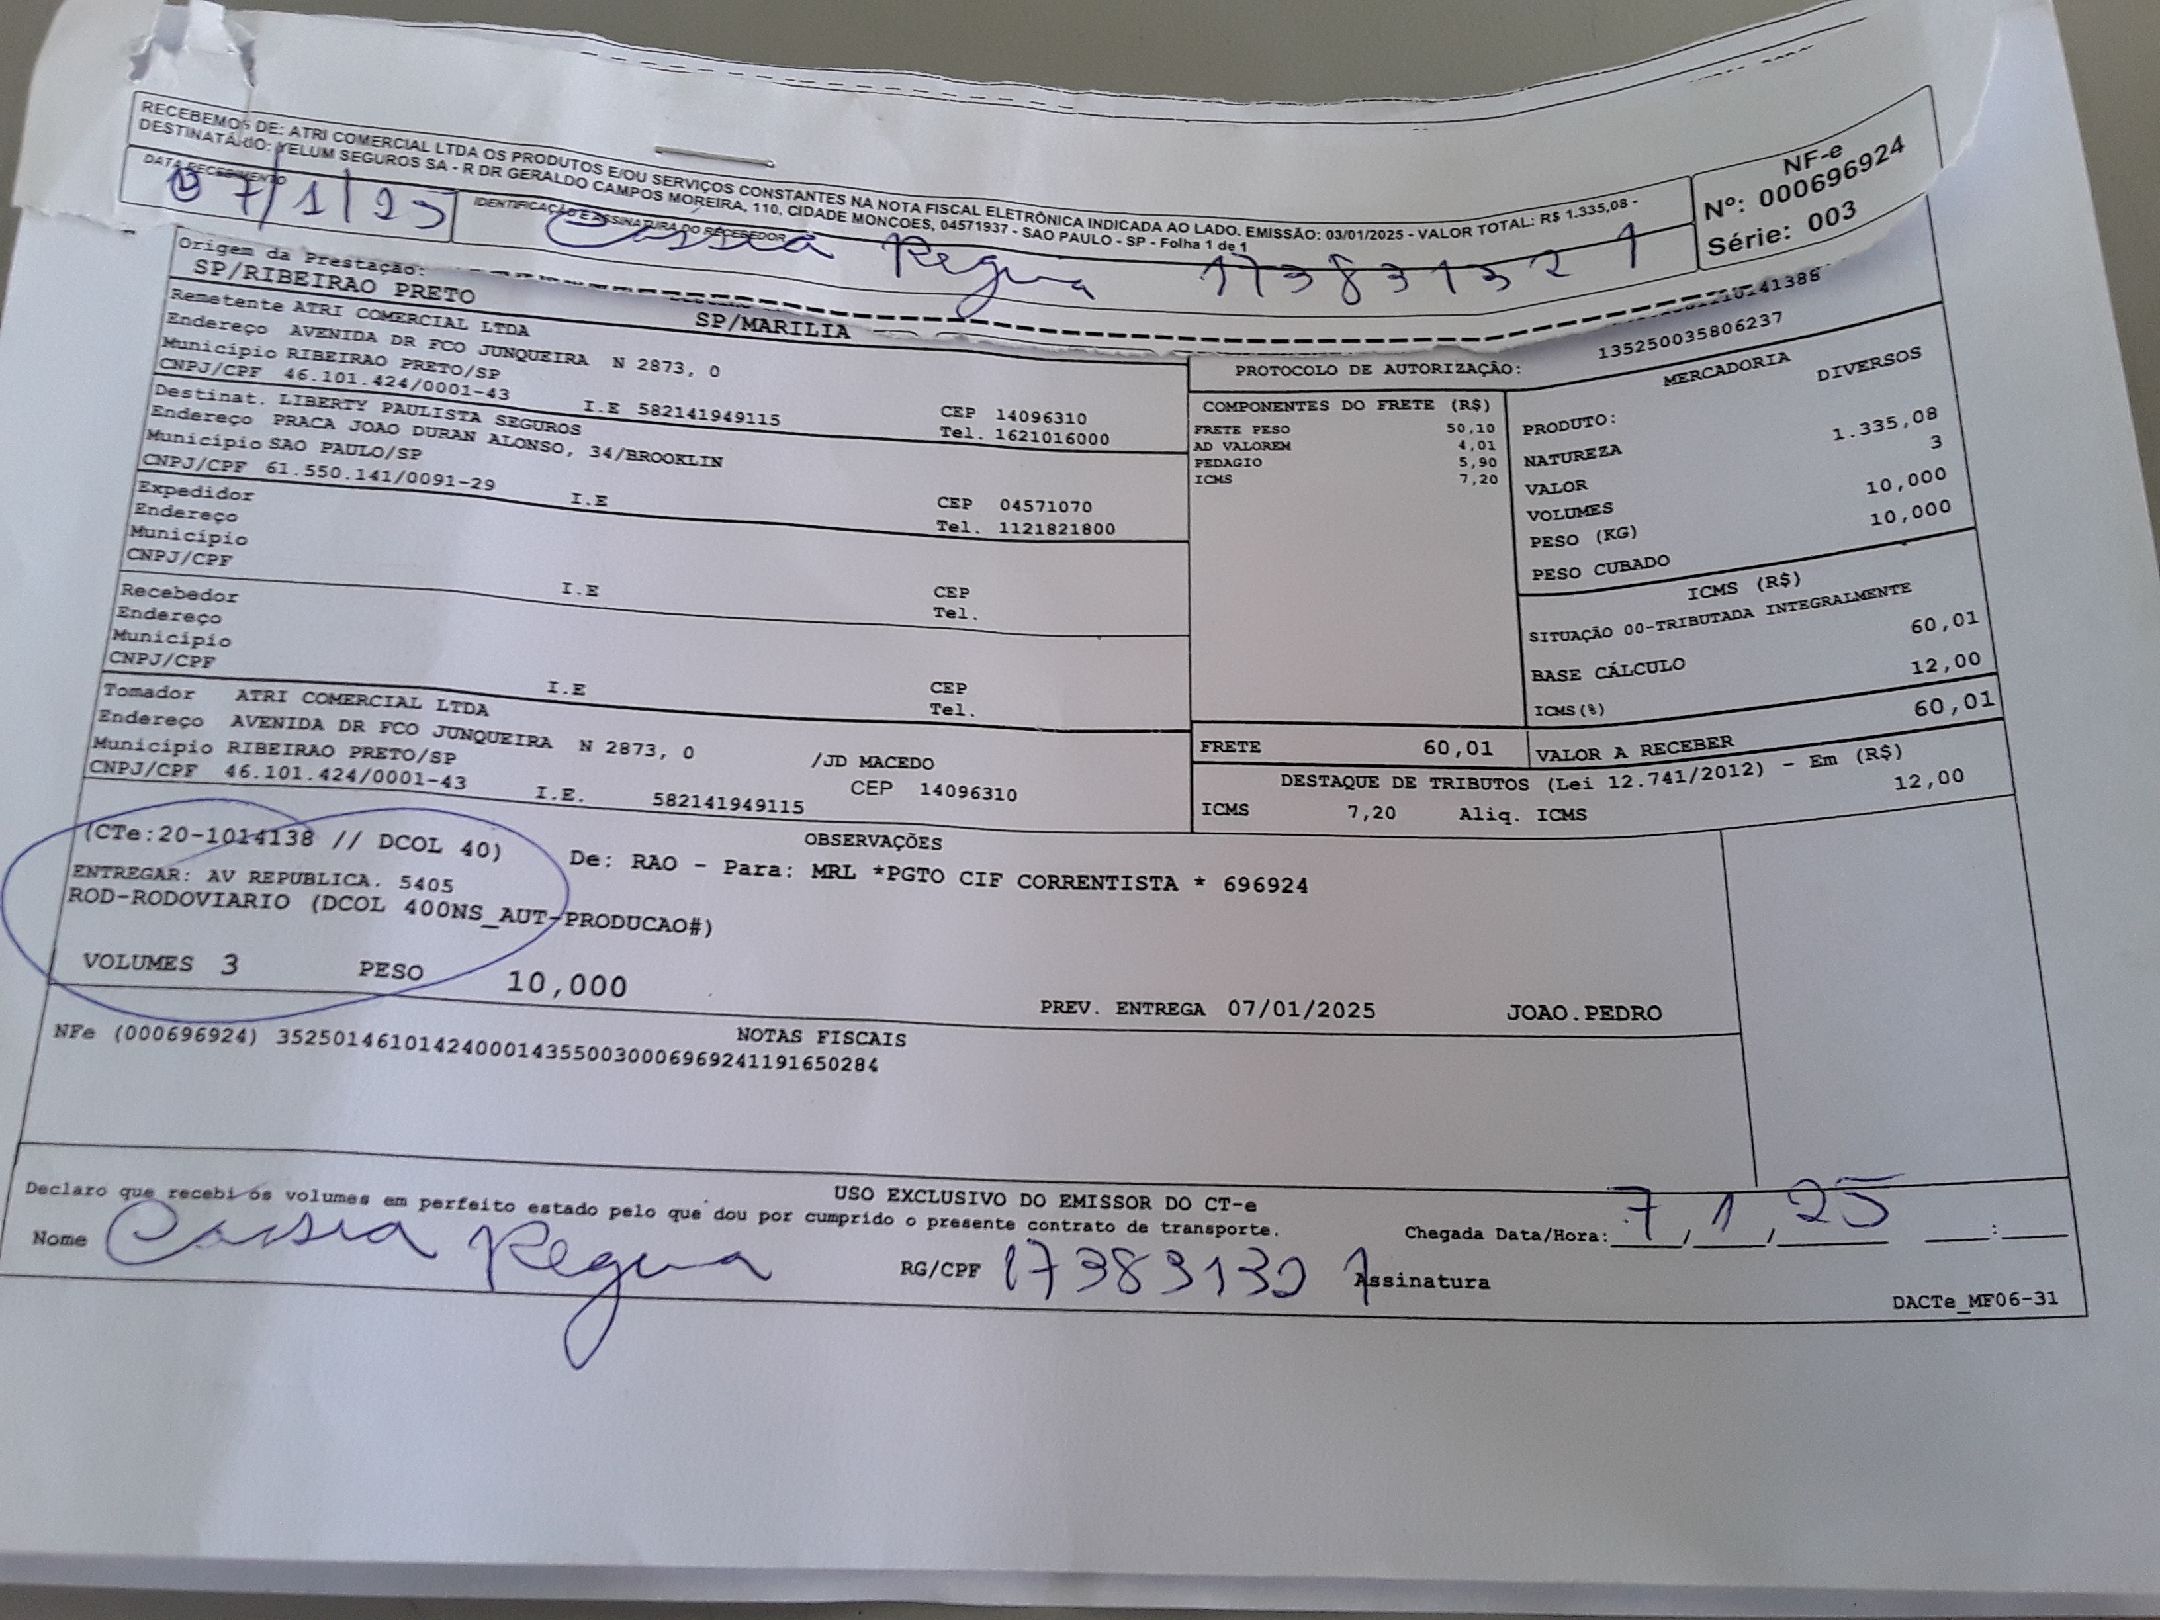 RECEBEMOS DE: ATRI COMERCIAL LTDA OS PRODUTOS E/OU SERVIÇOS CONSTANTES NA NOTA FISCAL ELETRÔNICA INDICADA AO LADO. EMISSÃO: 03/01/2025 - VALOR TOTAL: R$ 1.335,08 -
DESTINATÁRIO: YELUM SEGUROS SA - R DR GERALDO CAMPOS MOREIRA, 110, CIDADE MONCOES, 04571937 - SAO PAULO - SP - Folha 1 de 1
NF-e
Nº: 000696924
Série: 003
DATA RECEBIMENTO
07/1/25
IDENTIFICAÇÃO E ASSINATURA DO RECEBEDOR
Cassia Regina 173831321
Origem da Prestação:
SP/RIBEIRAO PRETO
SP/MARILIA
Remetente ATRI COMERCIAL LTDA
Endereço AVENIDA DR FCO JUNQUEIRA N 2873, 0
Município RIBEIRAO PRETO/SP CEP 14096310
CNPJ/CPF 46.101.424/0001-43 I.E 582141949115 Tel. 1621016000
Destinat. LIBERTY PAULISTA SEGUROS
Endereço PRACA JOAO DURAN ALONSO, 34/BROOKLIN
Município SAO PAULO/SP CEP 04571070
CNPJ/CPF 61.550.141/0091-29 I.E Tel. 1121821800
Expedidor
Endereço
Município CEP
CNPJ/CPF I.E Tel.
Recebedor
Endereço
Município CEP
CNPJ/CPF I.E Tel.
Tomador ATRI COMERCIAL LTDA
Endereço AVENIDA DR FCO JUNQUEIRA N 2873, 0 /JD MACEDO
Município RIBEIRAO PRETO/SP CEP 14096310
CNPJ/CPF 46.101.424/0001-43 I.E. 582141949115
PROTOCOLO DE AUTORIZAÇÃO: 135250035806237
COMPONENTES DO FRETE (R$)
FRETE PESO 50,10
AD VALOREM 4,01
PEDAGIO 5,90
ICMS 7,20
FRETE 60,01
MERCADORIA
PRODUTO: DIVERSOS
NATUREZA
VALOR 1.335,08
VOLUMES 3
PESO (KG) 10,000
PESO CUBADO 10,000
ICMS (R$)
SITUAÇÃO 00-TRIBUTADA INTEGRALMENTE
BASE CÁLCULO 60,01
ICMS(%) 12,00
VALOR A RECEBER 60,01
DESTAQUE DE TRIBUTOS (Lei 12.741/2012) - Em (R$)
ICMS 7,20 Aliq. ICMS 12,00
OBSERVAÇÕES
(CTe:20-1014138 // DCOL 40) De: RAO - Para: MRL *PGTO CIF CORRENTISTA * 696924
ENTREGAR: AV REPUBLICA. 5405
ROD-RODOVIARIO (DCOL 400NS_AUT-PRODUCAO#)
VOLUMES 3 PESO 10,000
PREV. ENTREGA 07/01/2025 JOAO.PEDRO
NOTAS FISCAIS
NFe (000696924) 35250146101424000143550030006969241191650284
USO EXCLUSIVO DO EMISSOR DO CT-e
Declaro que recebi os volumes em perfeito estado pelo que dou por cumprido o presente contrato de transporte.
Nome Cassia Regina RG/CPF 173831321 Assinatura
Chegada Data/Hora: 7/1/25 :
DACTe_MF06-31